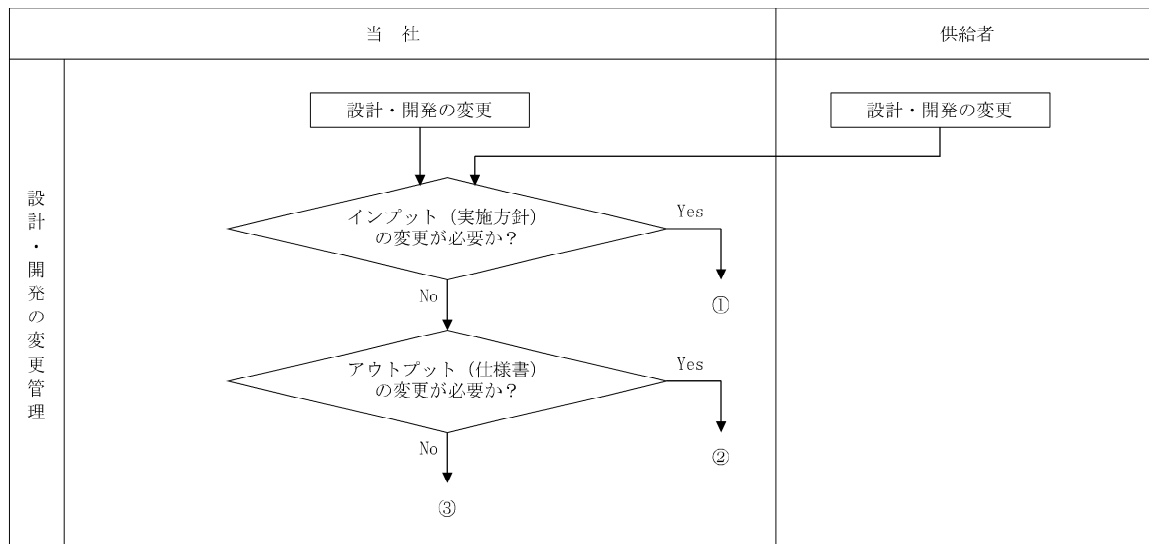 当 社
供給者
設計・開発の変更管理
設計・開発の変更
設計・開発の変更
インプット（実施方針）
の変更が必要か？
Yes
①
No
アウトプット（仕様書）
の変更が必要か？
Yes
②
No
③